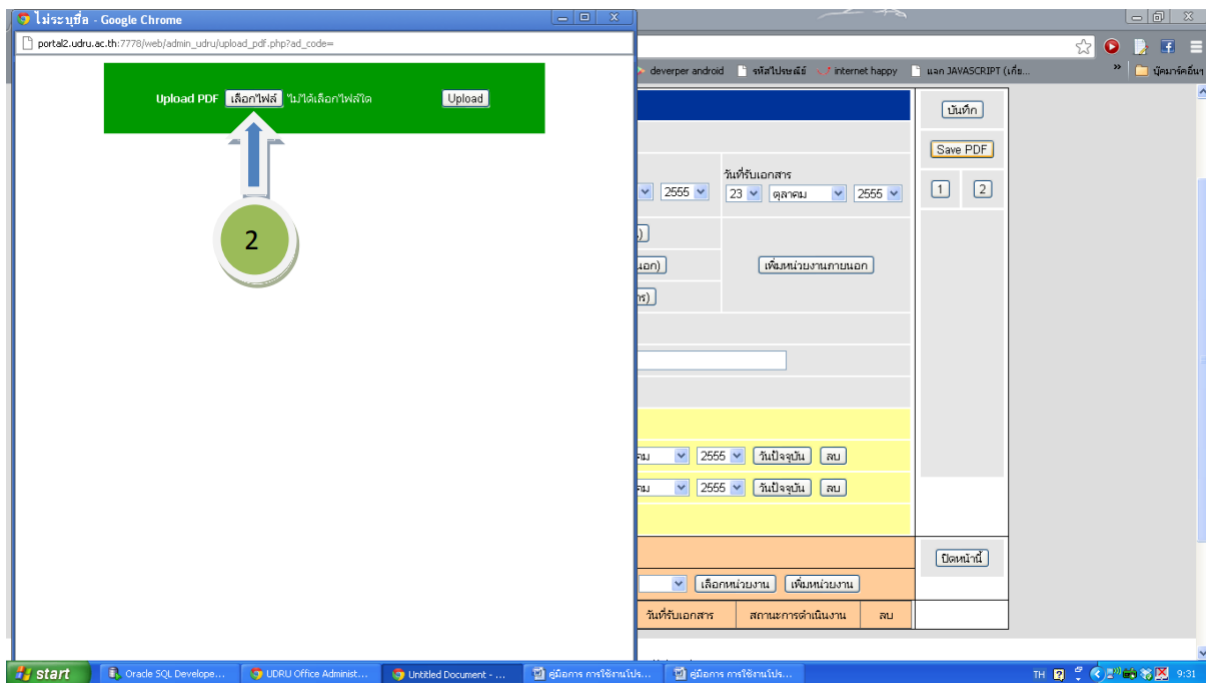 ไม่ระบุชื่อ - Google Chrome
portal2.udru.ac.th:7778/web/admin_udru/upload_pdf.php?ad_code=
Upload PDF เลือกไฟล์ ไม่ได้เลือกไฟล์ใด Upload
2
deverper android รหัสไปรษณีย์ internet happy แจก JAVASCRIPT (เกี่ย... » บุ๊คมาร์คอื่นๆ
บันทึก
Save PDF
วันที่รับเอกสาร
2555 23 ตุลาคม 2555
1 2
นอก) เพิ่มหน่วยงานภายนอก
าร)
คม 2555 วันปัจจุบัน ลบ
คม 2555 วันปัจจุบัน ลบ
ปิดหน้านี้
เลือกหน่วยงาน เพิ่มหน่วยงาน
วันที่รับเอกสาร สถานะการดำเนินงาน ลบ
start Oracle SQL Develope... UDRU Office Administ... Untitled Document - ... คู่มือการ การใช้งานโปร... คู่มือการ การใช้งานโปร... TH 9:31